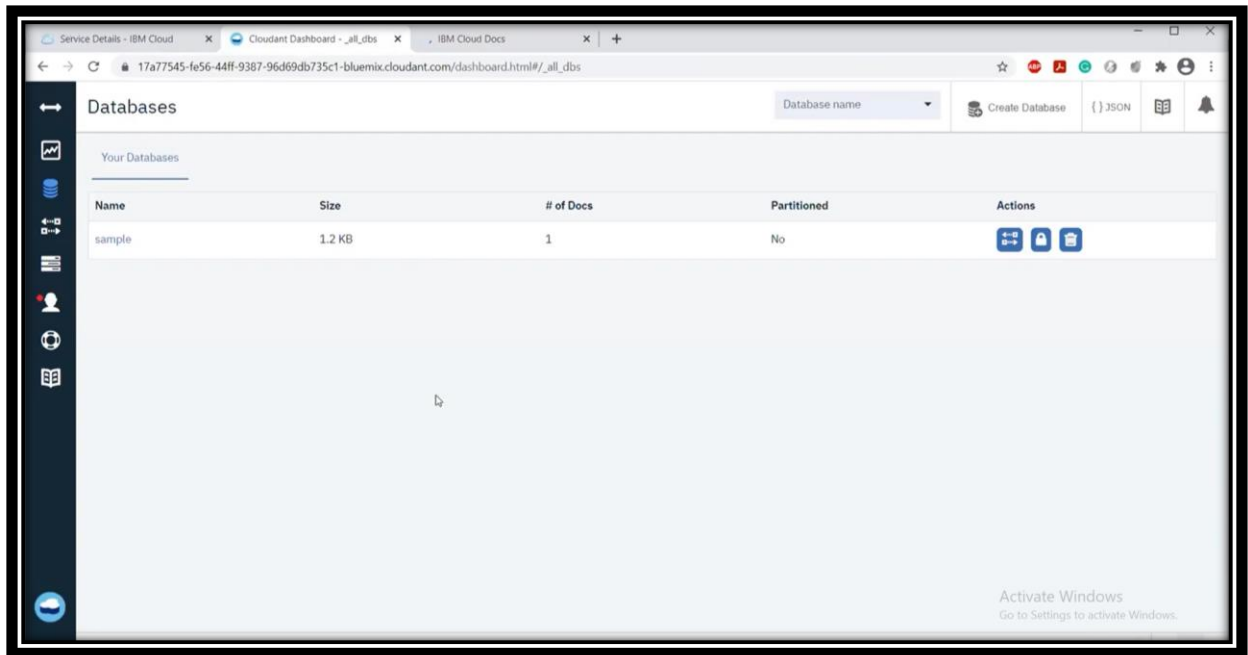 Service Details - IBM Cloud
Cloudant Dashboard - _all_dbs
IBM Cloud Docs
17a77545-fe56-44ff-9387-96d69db735c1-bluemix.cloudant.com/dashboard.html#/_all_dbs
ABP
Databases
Database name
Create Database
{ } JSON
Your Databases
Name Size # of Docs Partitioned Actions
sample 1.2 KB 1 No
Activate Windows
Go to Settings to activate Windows.